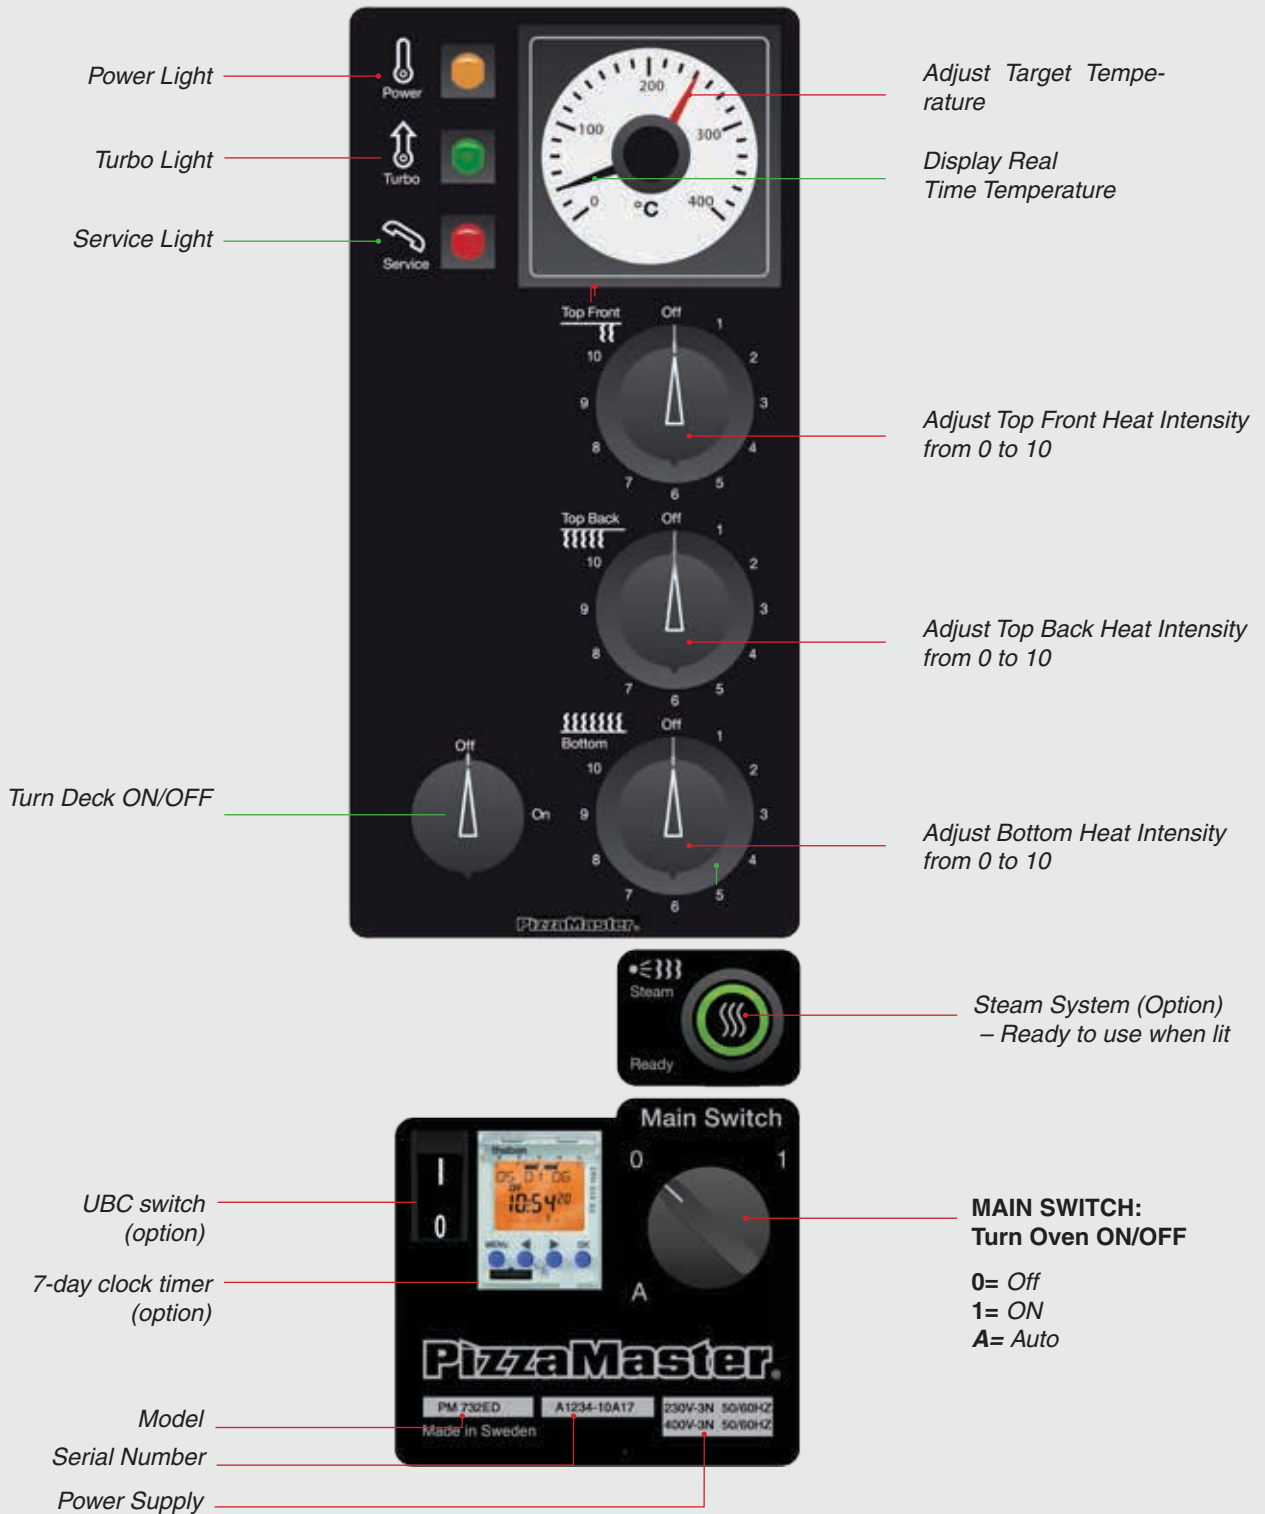 Power Light
Turbo Light
Service Light
Power
Turbo
Service
100
200
300
0
°C
400
Adjust Target Tempe-
rature
Display Real
Time Temperature
Top Front
Off
1
2
3
4
5
6
7
8
9
10
Adjust Top Front Heat Intensity
from 0 to 10
Top Back
Off
1
2
3
4
5
6
7
8
9
10
Adjust Top Back Heat Intensity
from 0 to 10
Turn Deck ON/OFF
Off
On
Bottom
Off
1
2
3
4
5
6
7
8
9
10
Adjust Bottom Heat Intensity
from 0 to 10
PizzaMaster®
Steam
Ready
Steam System (Option)
– Ready to use when lit
UBC switch
(option)
7-day clock timer
(option)
I
0
theben
05 01 06
10:54 20
MENU
OK
Main Switch
0
1
A
MAIN SWITCH:
Turn Oven ON/OFF
0= Off
1= ON
A= Auto
PizzaMaster®
PM 732ED
A1234-10A17
230V-3N 50/60HZ
400V-3N 50/60HZ
Made in Sweden
Model
Serial Number
Power Supply